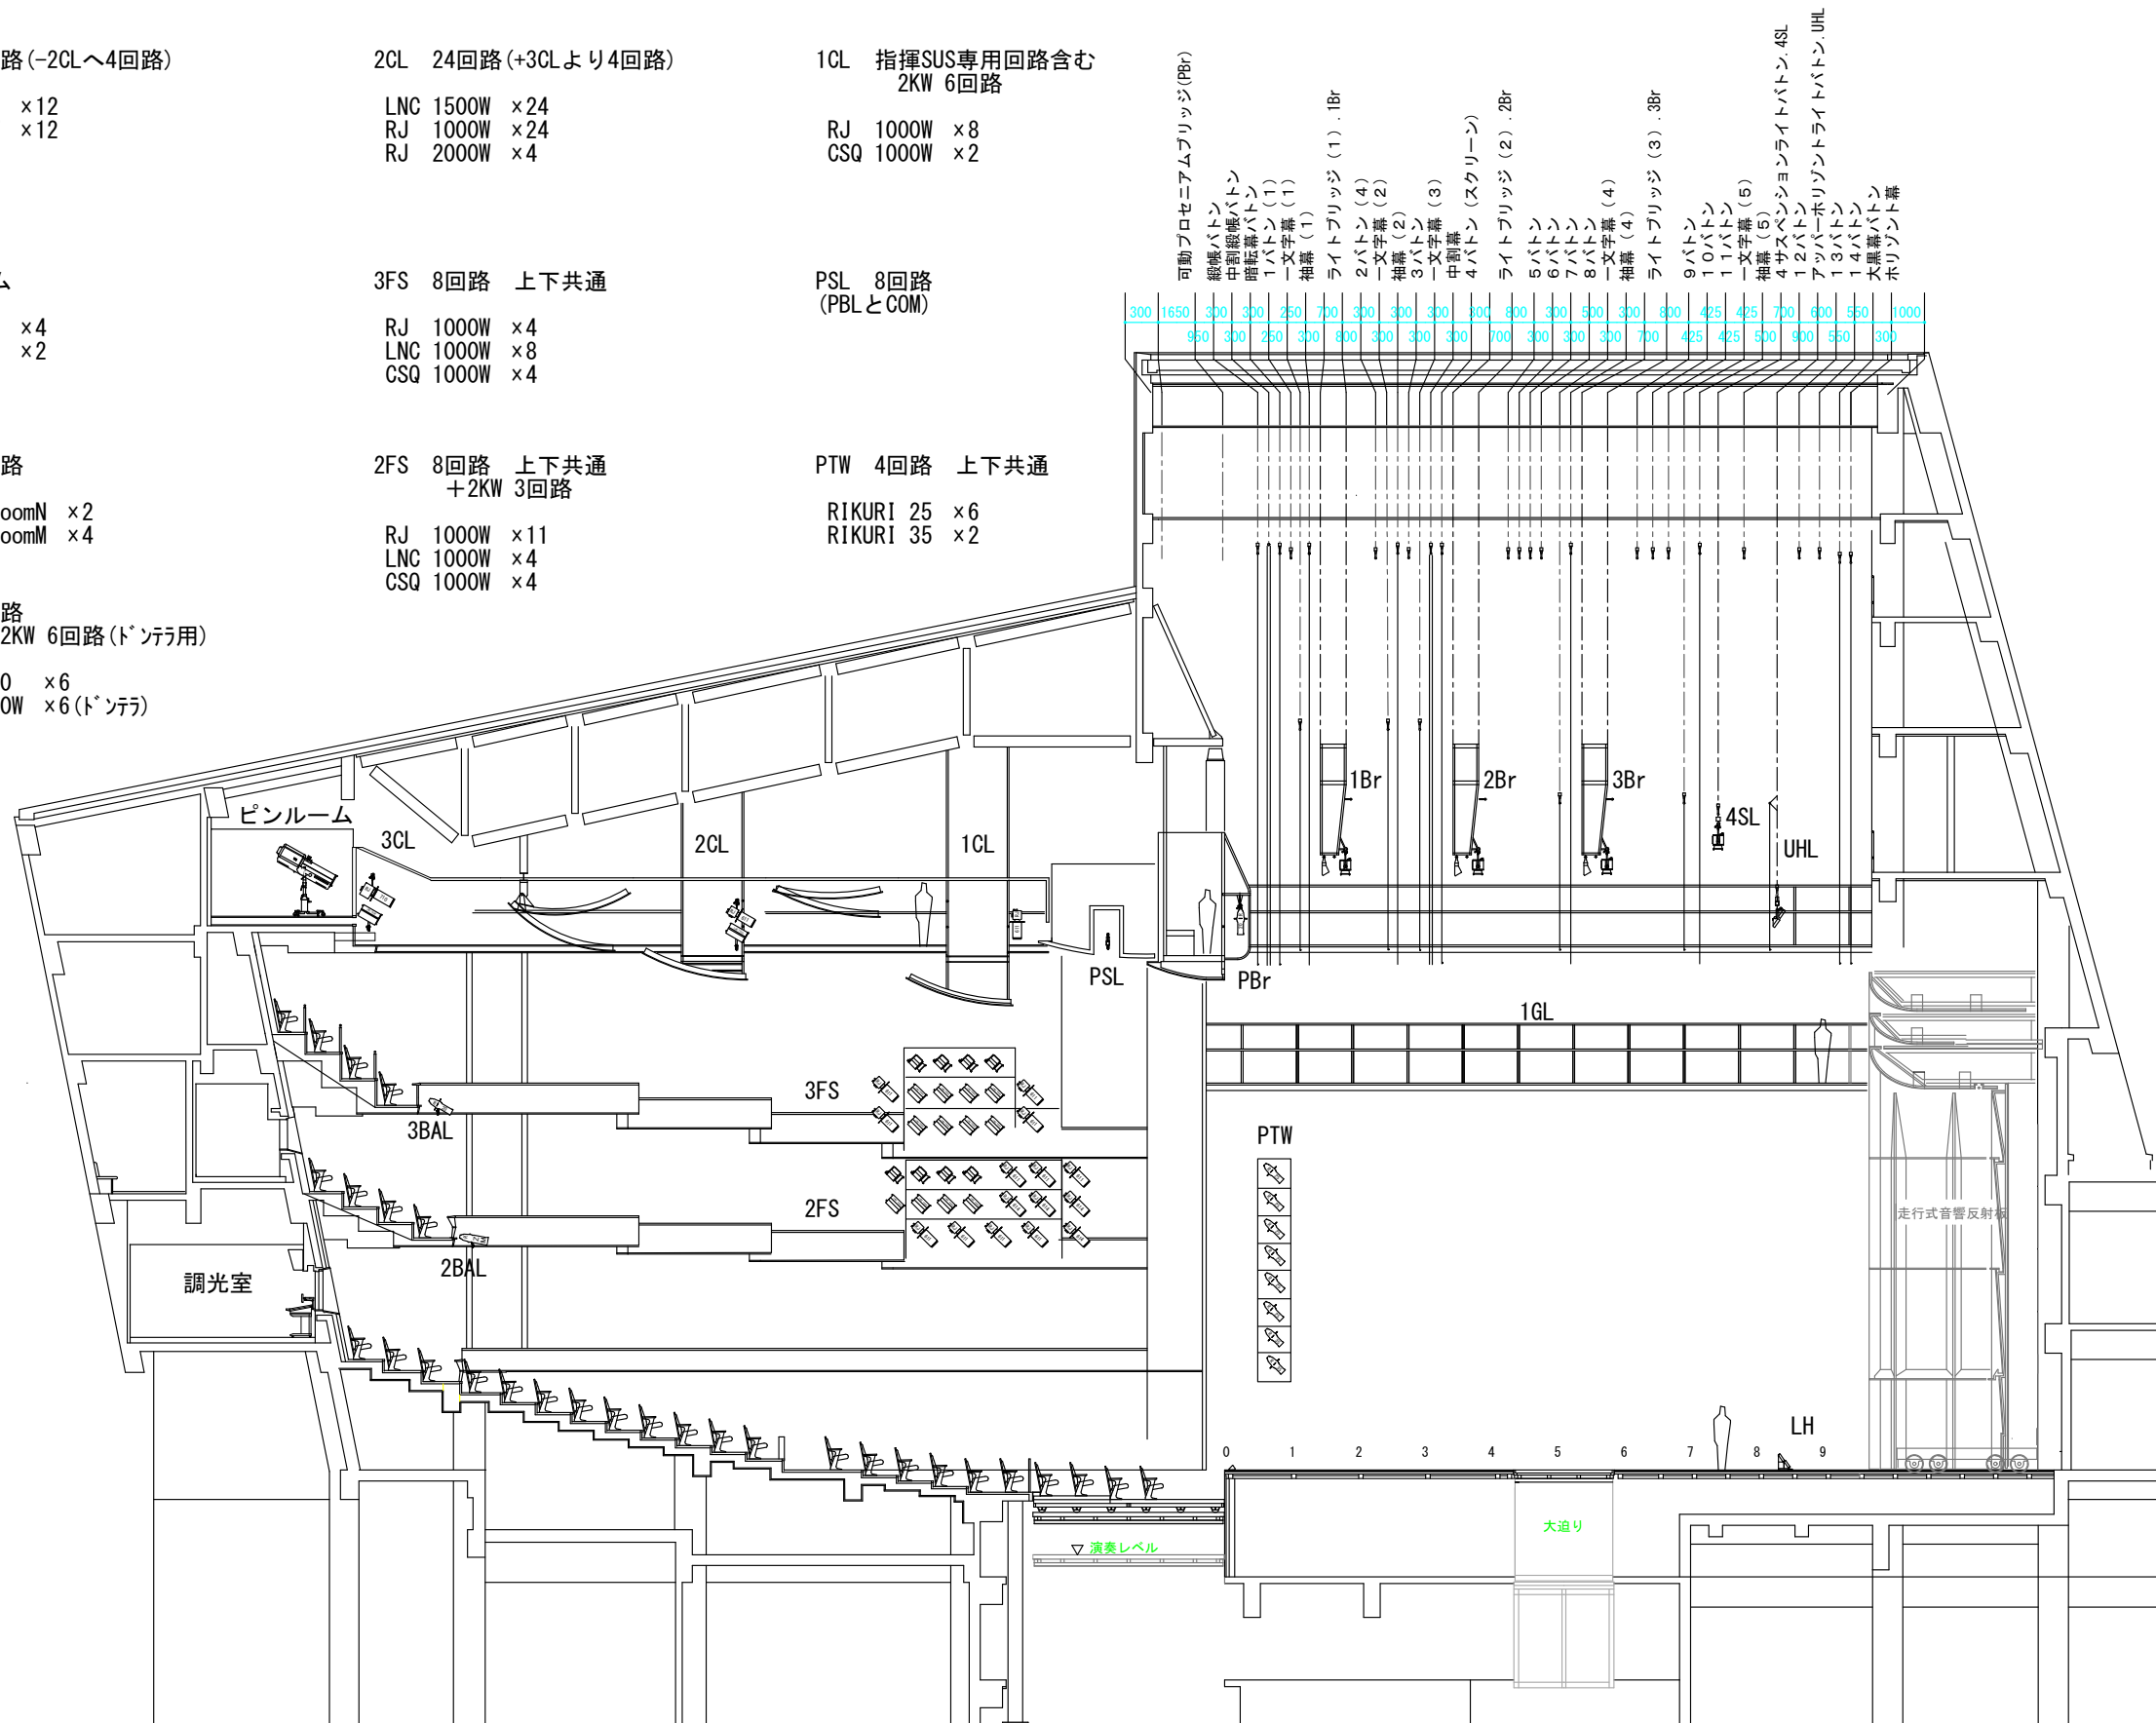 路(-2CLへ4回路)
×12
×12
2CL 24回路(+3CLより4回路)
LNC 1500W ×24
RJ 1000W ×24
RJ 2000W ×4
1CL 指揮SUS専用回路含む
2KW 6回路
RJ 1000W ×8
CSQ 1000W ×2
ム
×4
×2
3FS 8回路 上下共通
RJ 1000W ×4
LNC 1000W ×8
CSQ 1000W ×4
PSL 8回路
(PBLとCOM)
路
oomN ×2
oomM ×4
2FS 8回路 上下共通
+2KW 3回路
RJ 1000W ×11
LNC 1000W ×4
CSQ 1000W ×4
PTW 4回路 上下共通
RIKURI 25 ×6
RIKURI 35 ×2
路
2KW 6回路(ﾄﾞﾝﾃﾗ用)
0 ×6
0W ×6(ﾄﾞﾝﾃﾗ)
可動プロセニアムブリッジ(PBr)
緞帳バトン
中割緞帳バトン
暗転幕バトン
1バトン(1)
一文字幕(1)
袖幕(1)
ライトブリッジ(1).1Br
2バトン(4)
一文字幕(2)
袖幕(2)
3バトン
一文字幕(3)
中割幕
4バトン(スクリーン)
ライトブリッジ(2).2Br
5バトン
6バトン
7バトン
8バトン
一文字幕(4)
袖幕(4)
ライトブリッジ(3).3Br
9バトン
10バトン
11バトン
一文字幕(5)
袖幕(5)
4サスペンションライトバトン.4SL
12バトン
アッパーホリゾントライトバトン.UHL
13バトン
14バトン
大黒幕バトン
ホリゾント幕
300 1650 300 300 250 700 300 300 300 300 800 300 500 300 800 425 425 700 600 550 1000
950 300 250 300 800 300 300 300 700 300 300 300 700 425 425 500 900 550 300
ピンルーム
3CL
2CL
1CL
1Br
2Br
3Br
4SL
UHL
PSL
PBr
1GL
3FS
3BAL
PTW
2FS
2BAL
走行式音響反射板
調光室
LH
0 1 2 3 4 5 6 7 8 9
大迫り
▽ 演奏レベル